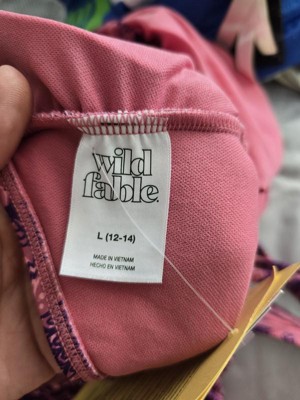 wild
fable.
L (12-14)
MADE IN VIETNAM
HECHO EN VIETNAM